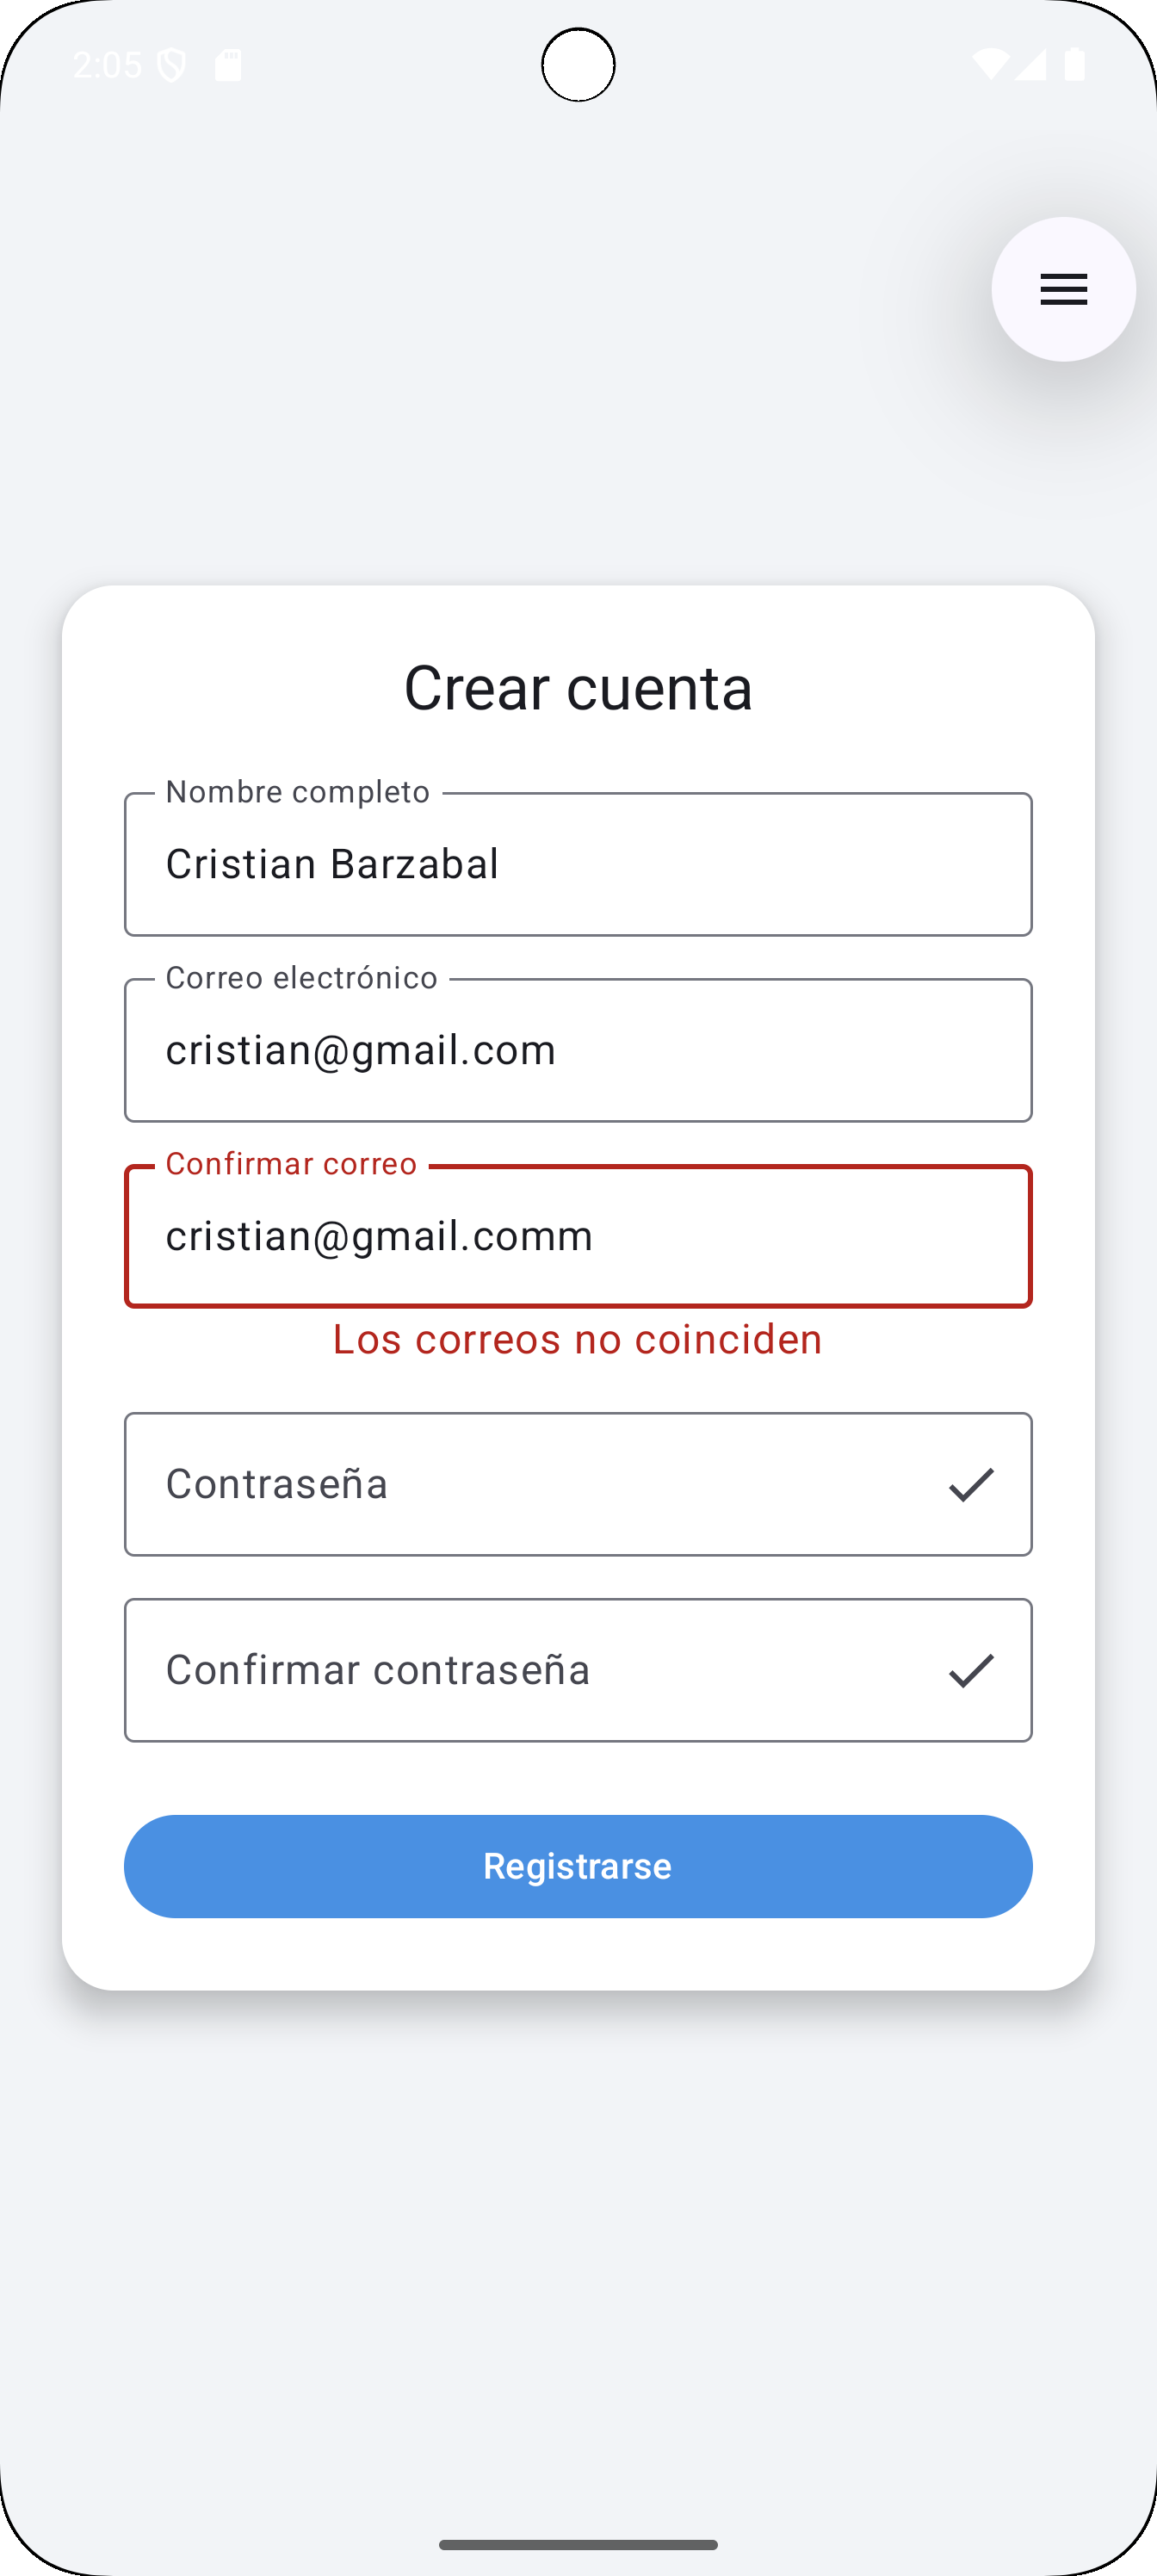 2:05
Crear cuenta
Nombre completo
Cristian Barzabal
Correo electrónico
cristian@gmail.com
Confirmar correo
cristian@gmail.comm
Los correos no coinciden
Contraseña
Confirmar contraseña
Registrarse